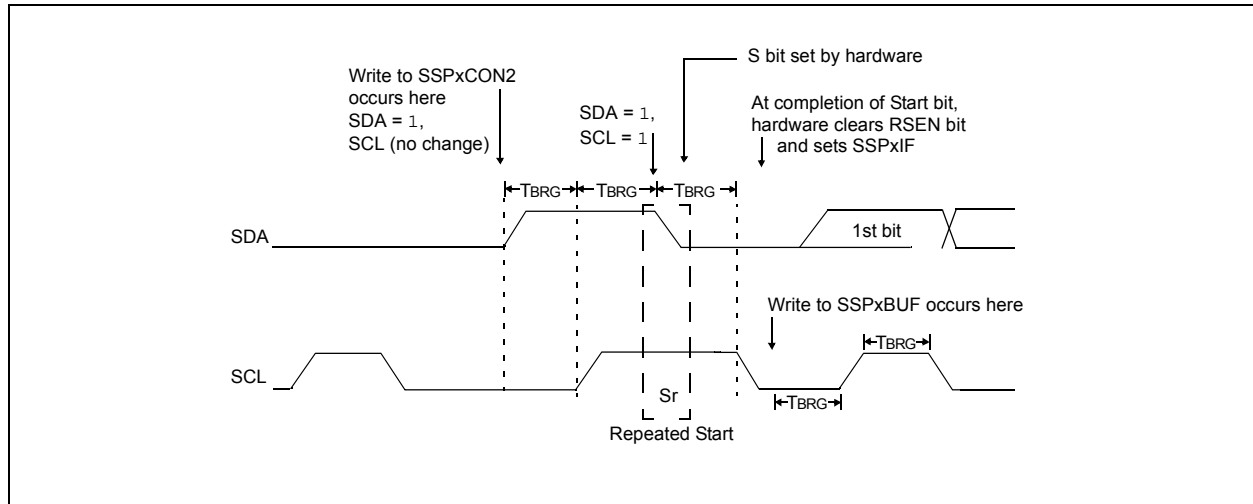 S bit set by hardware
Write to SSPxCON2
occurs here
SDA = 1,
SCL (no change)
SDA = 1,
SCL = 1
At completion of Start bit,
hardware clears RSEN bit
and sets SSPxIF
TBRG
TBRG
TBRG
SDA
1st bit
Write to SSPxBUF occurs here
TBRG
SCL
Sr
TBRG
Repeated Start